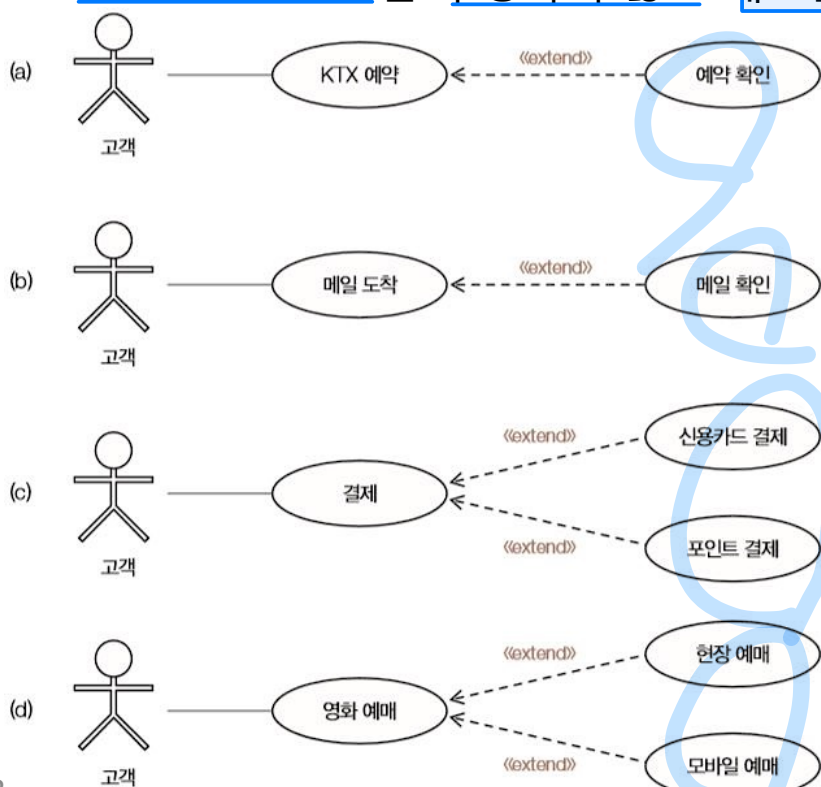 (a) 고객 KTX 예약 «extend» 예약 확인
(b) 고객 메일 도착 «extend» 메일 확인
(c) 고객 결제 «extend» 신용카드 결제
«extend» 포인트 결제
(d) 고객 영화 예매 «extend» 현장 예매
«extend» 모바일 예매